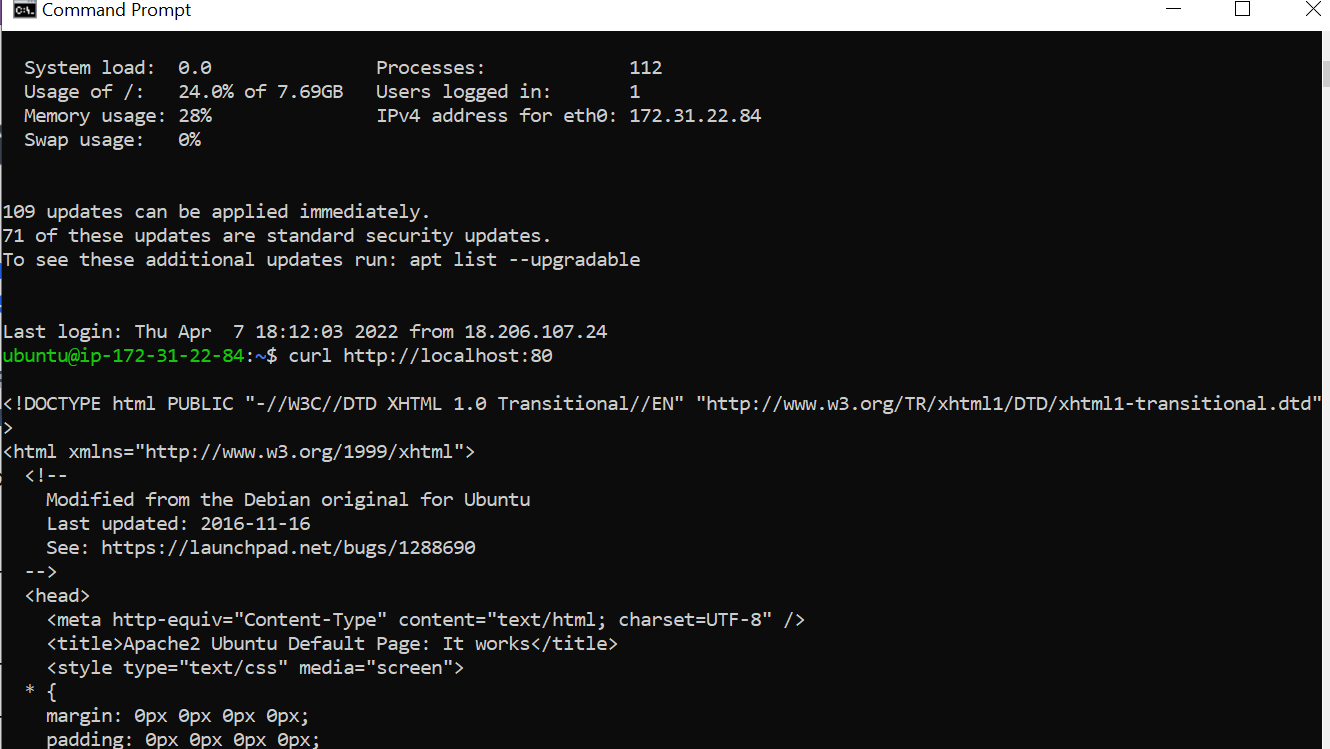 Command Prompt
System load:  0.0               Processes:             112
Usage of /:   24.0% of 7.69GB   Users logged in:       1
Memory usage: 28%               IPv4 address for eth0: 172.31.22.84
Swap usage:   0%
109 updates can be applied immediately.
71 of these updates are standard security updates.
To see these additional updates run: apt list --upgradable
Last login: Thu Apr  7 18:12:03 2022 from 18.206.107.24
ubuntu@ip-172-31-22-84:~$ curl http://localhost:80
<!DOCTYPE html PUBLIC "-//W3C//DTD XHTML 1.0 Transitional//EN" "http://www.w3.org/TR/xhtml1/DTD/xhtml1-transitional.dtd"
>
<html xmlns="http://www.w3.org/1999/xhtml">
  <!--
    Modified from the Debian original for Ubuntu
    Last updated: 2016-11-16
    See: https://launchpad.net/bugs/1288690
  -->
  <head>
    <meta http-equiv="Content-Type" content="text/html; charset=UTF-8" />
    <title>Apache2 Ubuntu Default Page: It works</title>
    <style type="text/css" media="screen">
  * {
    margin: 0px 0px 0px 0px;
    padding: 0px 0px 0px 0px;